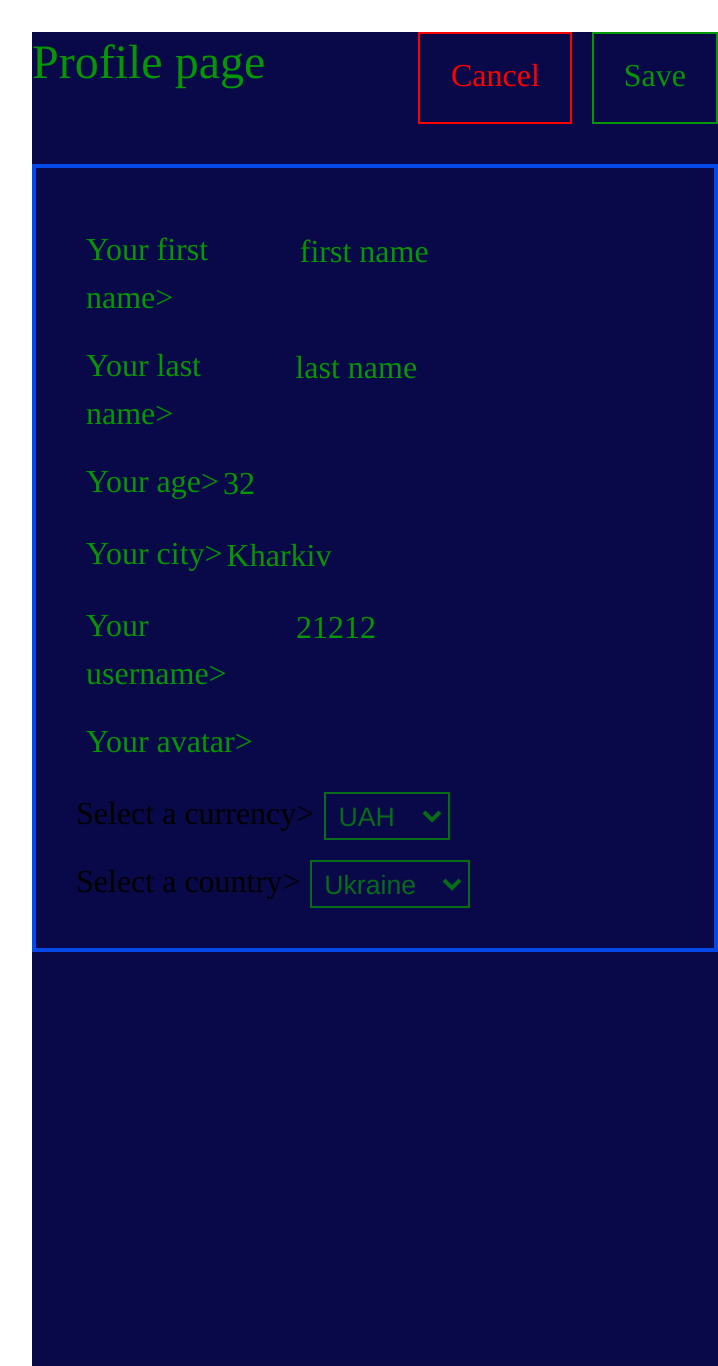 Profile page
Cancel
Save
Your first
name>
first name
Your last
name>
last name
Your age>
32
Your city>
Kharkiv
Your
username>
21212
Your avatar>
Select a currency>
UAH
Select a country>
Ukraine